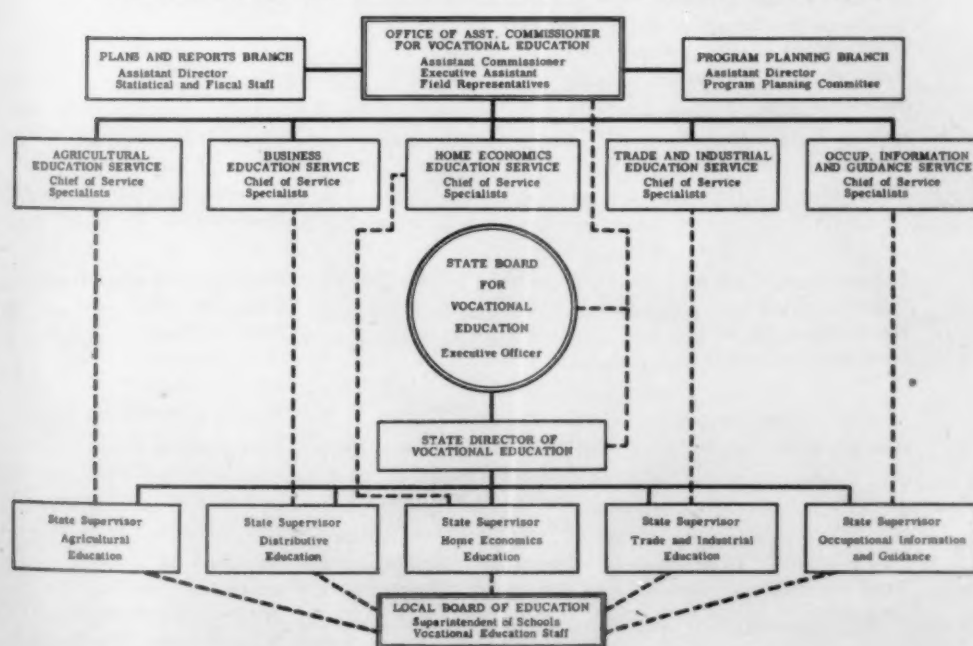 OFFICE OF ASST. COMMISSIONER
FOR VOCATIONAL EDUCATION
Assistant Commissioner
Executive Assistant
Field Representatives
PLANS AND REPORTS BRANCH
Assistant Director
Statistical and Fiscal Staff
PROGRAM PLANNING BRANCH
Assistant Director
Program Planning Committee
AGRICULTURAL
EDUCATION SERVICE
Chief of Service
Specialists
BUSINESS
EDUCATION SERVICE
Chief of Service
Specialists
HOME ECONOMICS
EDUCATION SERVICE
Chief of Service
Specialists
TRADE AND INDUSTRIAL
EDUCATION SERVICE
Chief of Service
Specialists
OCCUP. INFORMATION
AND GUIDANCE SERVICE
Chief of Service
Specialists
STATE BOARD
FOR
VOCATIONAL
EDUCATION
Executive Officer
STATE DIRECTOR OF
VOCATIONAL EDUCATION
State Supervisor
Agricultural
Education
State Supervisor
Distributive
Education
State Supervisor
Home Economics
Education
State Supervisor
Trade and Industrial
Education
State Supervisor
Occupational Information
and Guidance
LOCAL BOARD OF EDUCATION
Superintendent of Schools
Vocational Education Staff